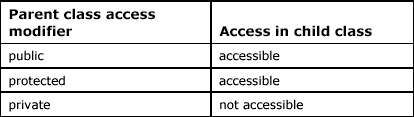 Parent class access
modifier Access in child class
public accessible
protected accessible
private not accessible